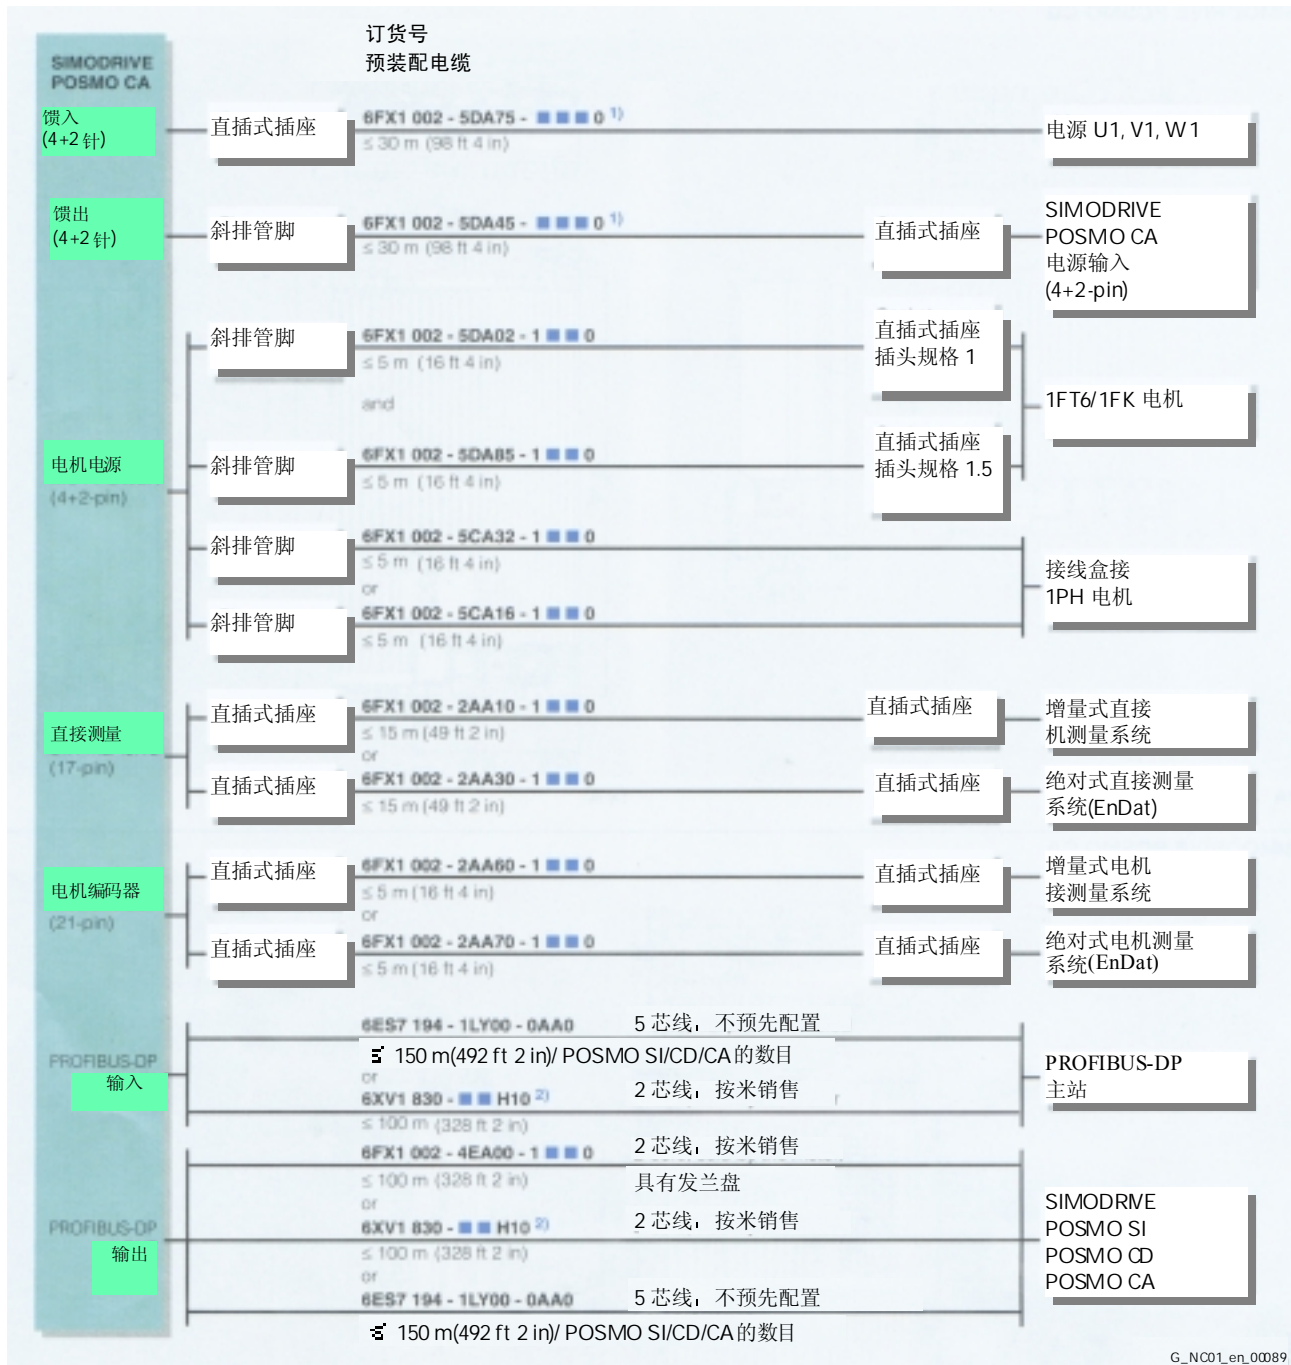 订货号
预装配电缆
SIMODRIVE
POSMO CA
馈入
(4+2 针)
直插式插座
6FX1 002 - 5DA75 - ■ ■ ■ 0 1)
≤ 30 m (98 ft 4 in)
电源 U1, V1, W1
馈出
(4+2 针)
斜排管脚
6FX1 002 - 5DA45 - ■ ■ ■ 0 1)
≤ 30 m (98 ft 4 in)
直插式插座
SIMODRIVE
POSMO CA
电源输入
(4+2-pin)
斜排管脚
6FX1 002 - 5DA02 - 1 ■ ■ 0
≤ 5 m (16 ft 4 in)
直插式插座
插头规格 1
and
1FT6/1FK 电机
电机电源
(4+2-pin)
斜排管脚
6FX1 002 - 5DA85 - 1 ■ ■ 0
≤ 5 m (16 ft 4 in)
直插式插座
插头规格 1.5
斜排管脚
6FX1 002 - 5CA32 - 1 ■ ■ 0
≤ 5 m (16 ft 4 in)
or
接线盒接
1PH 电机
斜排管脚
6FX1 002 - 5CA16 - 1 ■ ■ 0
≤ 5 m (16 ft 4 in)
直接测量
(17-pin)
直插式插座
6FX1 002 - 2AA10 - 1 ■ ■ 0
≤ 15 m (49 ft 2 in)
or
直插式插座
增量式直接
机测量系统
直插式插座
6FX1 002 - 2AA30 - 1 ■ ■ 0
≤ 15 m (49 ft 2 in)
直插式插座
绝对式直接测量
系统(EnDat)
电机编码器
(21-pin)
直插式插座
6FX1 002 - 2AA60 - 1 ■ ■ 0
≤ 5 m (16 ft 4 in)
or
直插式插座
增量式电机
接测量系统
直插式插座
6FX1 002 - 2AA70 - 1 ■ ■ 0
≤ 5 m (16 ft 4 in)
直插式插座
绝对式电机测量
系统(EnDat)
PROFIBUS-DP
输入
6ES7 194 - 1LY00 - 0AA0 5 芯线，不预先配置
≤ 150 m(492 ft 2 in)/ POSMO SI/CD/CA的数目
or
6XV1 830 - ■ ■ H10 2) 2 芯线，按米销售
≤ 100 m (328 ft 2 in)
PROFIBUS-DP
主站
PROFIBUS-DP
输出
6FX1 002 - 4EA00 - 1 ■ ■ 0 2 芯线，按米销售
≤ 100 m (328 ft 2 in) 具有发兰盘
or
6XV1 830 - ■ ■ H10 2) 2 芯线，按米销售
≤ 100 m (328 ft 2 in)
or
6ES7 194 - 1LY00 - 0AA0 5 芯线，不预先配置
≤ 150 m(492 ft 2 in)/ POSMO SI/CD/CA的数目
SIMODRIVE
POSMO SI
POSMO CD
POSMO CA
G_NC01_en_00089